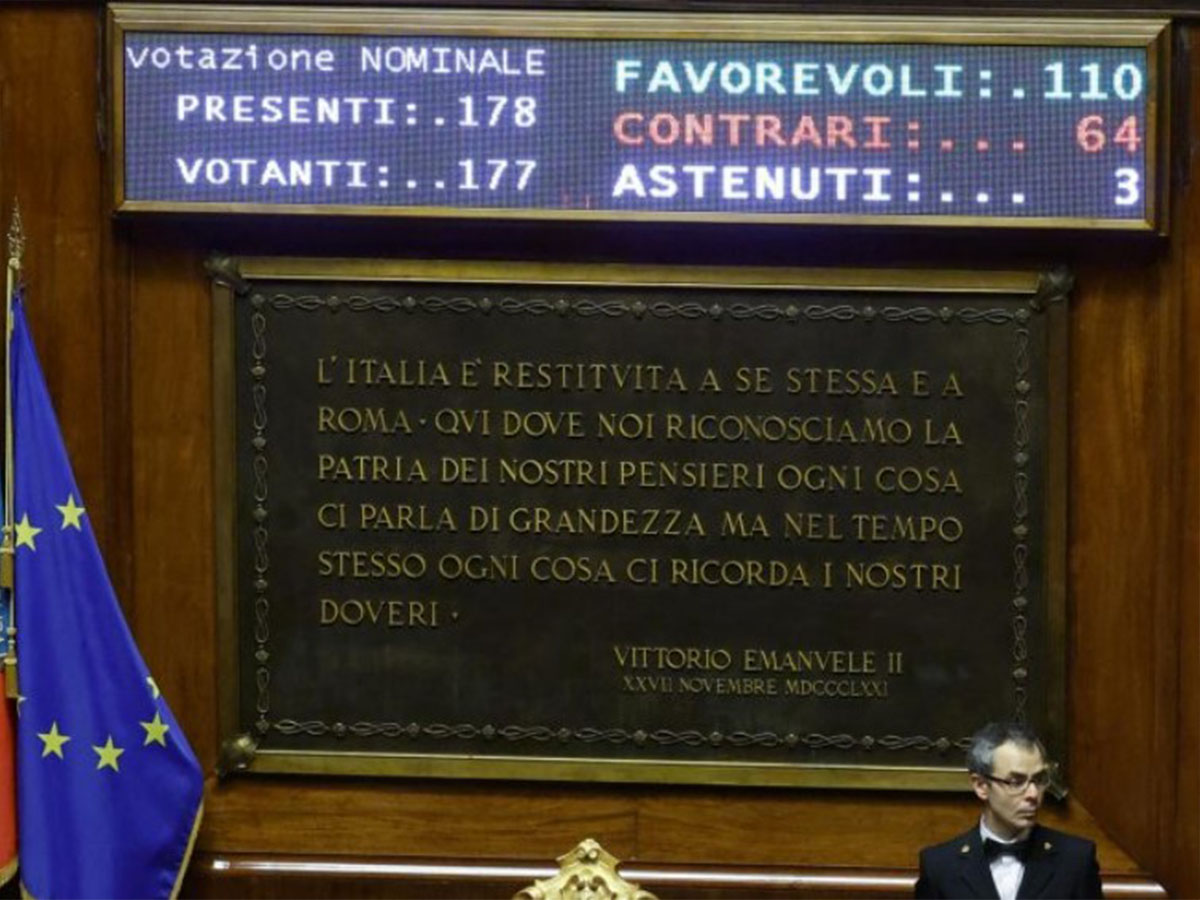 votazione NOMINALE
PRESENTI:.178
VOTANTI:..177
FAVOREVOLI:.110
CONTRARI:... 64
ASTENUTI:... 3
L'ITALIA E' RESTITVITA A SE STESSA E A
ROMA · QVI DOVE NOI RICONOSCIAMO LA
PATRIA DEI NOSTRI PENSIERI OGNI COSA
CI PARLA DI GRANDEZZA MA NEL TEMPO
STESSO OGNI COSA CI RICORDA I NOSTRI
DOVERI ·
VITTORIO EMANVELE II
XXVII NOVEMBRE MDCCCLXXI